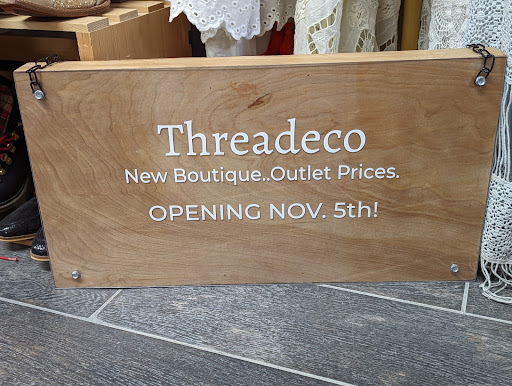 Threadeco
New Boutique..Outlet Prices.
OPENING NOV. 5th!